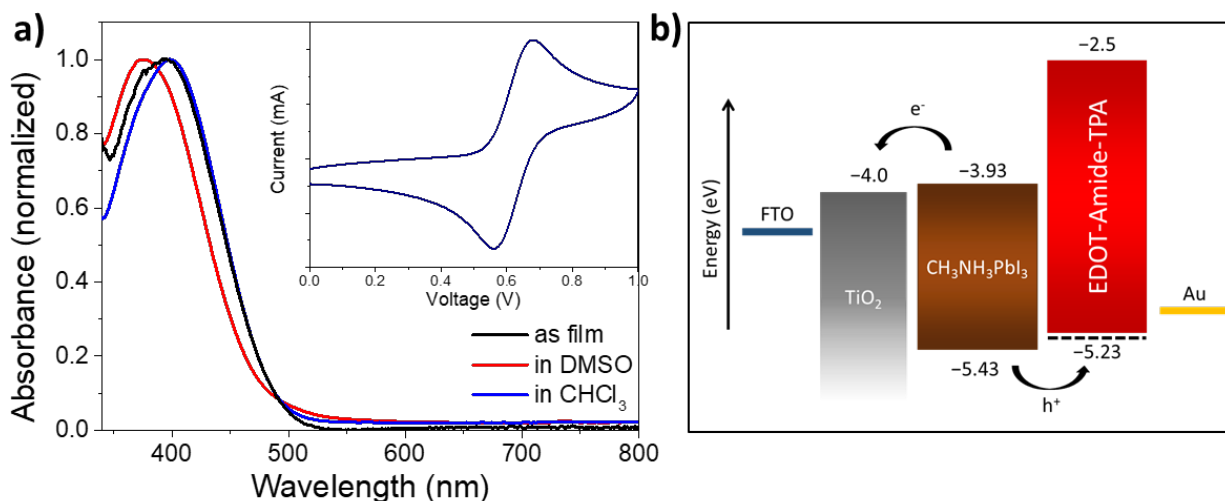 a)
Absorbance (normalized)
1.0
0.8
0.6
0.4
0.2
0.0
400
500
600
700
800
Wavelength (nm)
Current (mA)
0.0
0.2
0.4
0.6
0.8
1.0
Voltage (V)
as film
in DMSO
in CHCl₃
b)
Energy (eV)
FTO
−4.0
TiO₂
e⁻
−3.93
CH₃NH₃PbI₃
−5.43
h⁺
−2.5
EDOT-Amide-TPA
−5.23
Au